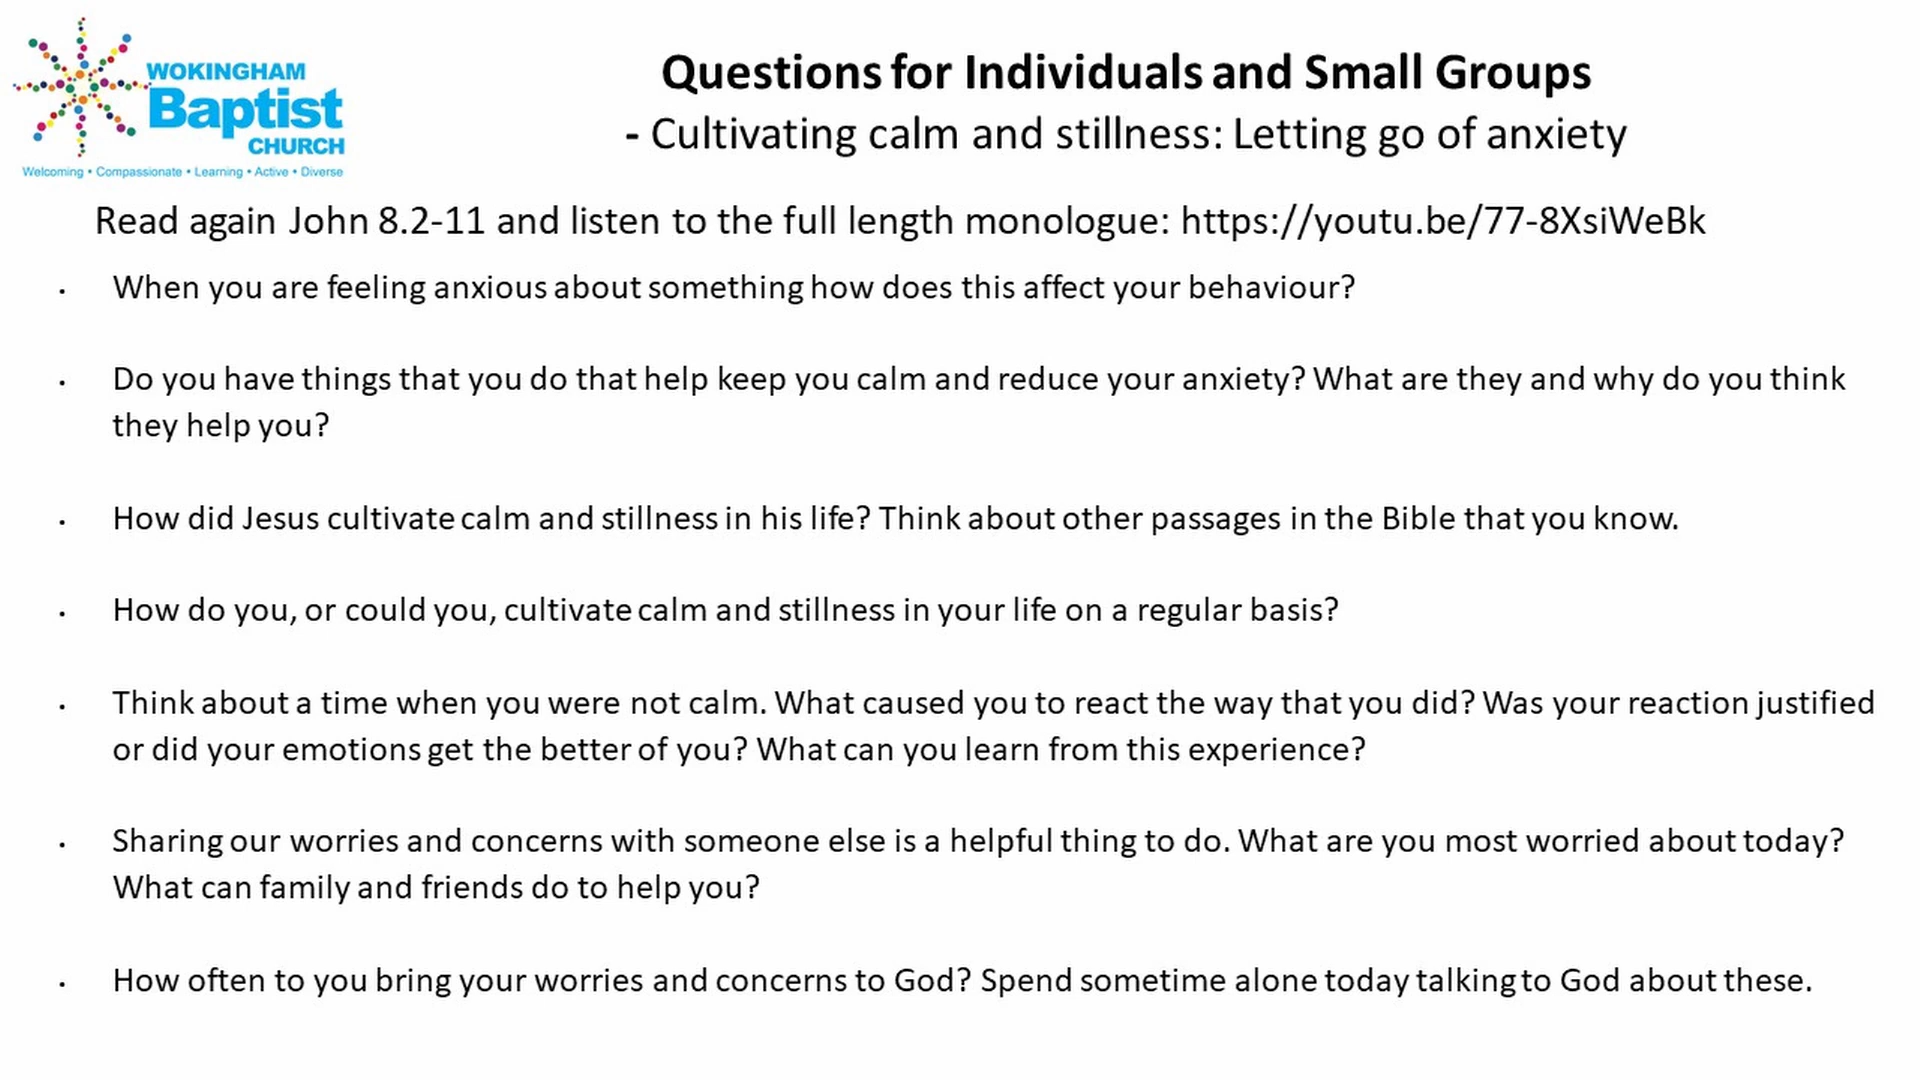 WOKINGHAM
Baptist
CHURCH
Welcoming • Compassionate • Learning • Active • Diverse
Questions for Individuals and Small Groups
- Cultivating calm and stillness: Letting go of anxiety
Read again John 8.2-11 and listen to the full length monologue: https://youtu.be/77-8XsiWeBk
• When you are feeling anxious about something how does this affect your behaviour?
• Do you have things that you do that help keep you calm and reduce your anxiety? What are they and why do you think
they help you?
• How did Jesus cultivate calm and stillness in his life? Think about other passages in the Bible that you know.
• How do you, or could you, cultivate calm and stillness in your life on a regular basis?
• Think about a time when you were not calm. What caused you to react the way that you did? Was your reaction justified
or did your emotions get the better of you? What can you learn from this experience?
• Sharing our worries and concerns with someone else is a helpful thing to do. What are you most worried about today?
What can family and friends do to help you?
• How often to you bring your worries and concerns to God? Spend sometime alone today talking to God about these.